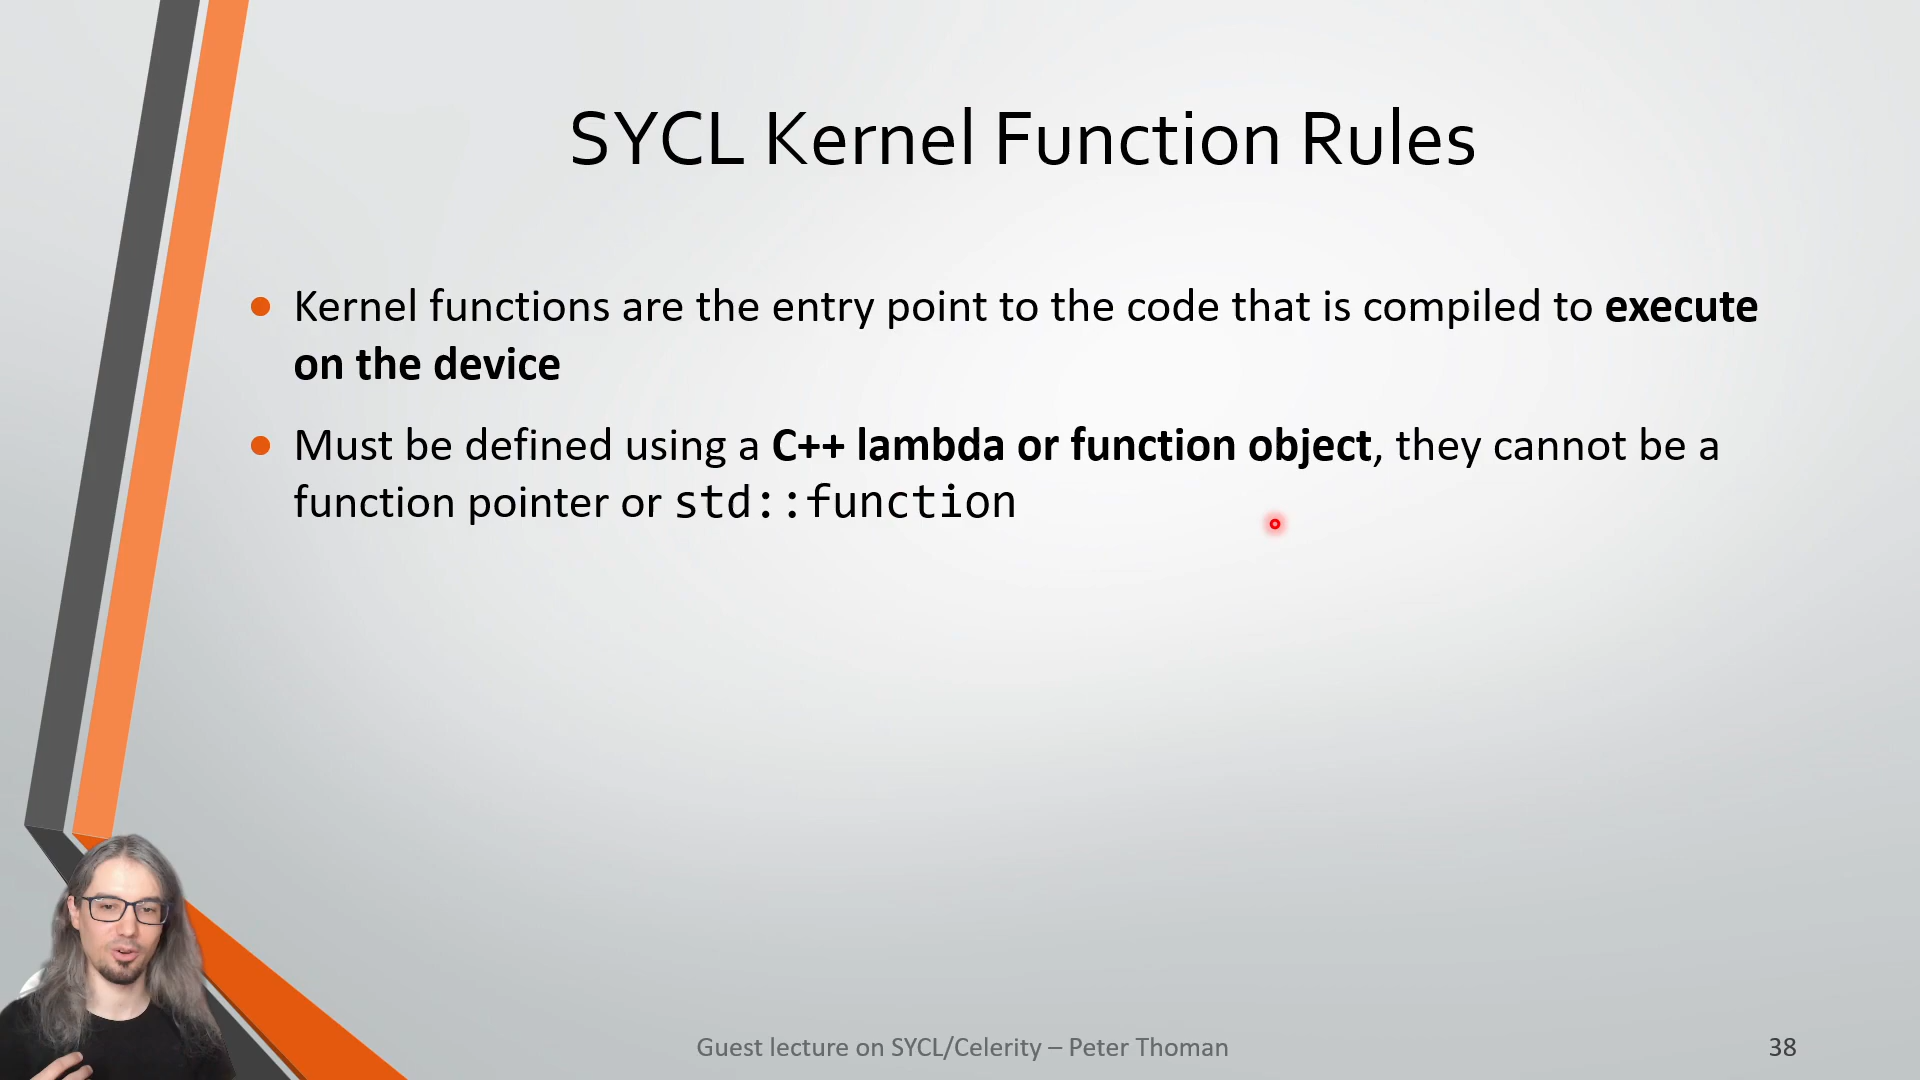 SYCL Kernel Function Rules
Kernel functions are the entry point to the code that is compiled to execute
on the device
Must be defined using a C++ lambda or function object, they cannot be a
function pointer or std::function
Guest lecture on SYCL/Celerity – Peter Thoman
38